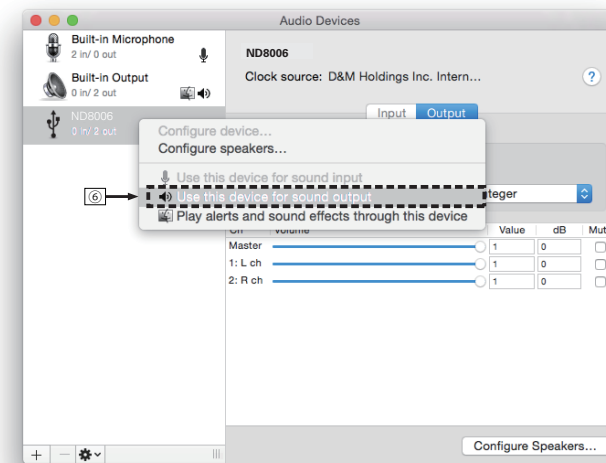 Audio Devices
Built-in Microphone
2 in/ 0 out
Built-in Output
0 in/ 2 out
ND8006
0 in/ 2 out
ND8006
Clock source: D&M Holdings Inc. Intern...
?
Input Output
Configure device...
Configure speakers...
Use this device for sound input
⑥
Use this device for sound output
Play alerts and sound effects through this device
teger
Ch Volume Value dB Mut
Master 1 0
1: L ch 1 0
2: R ch 1 0
Configure Speakers...